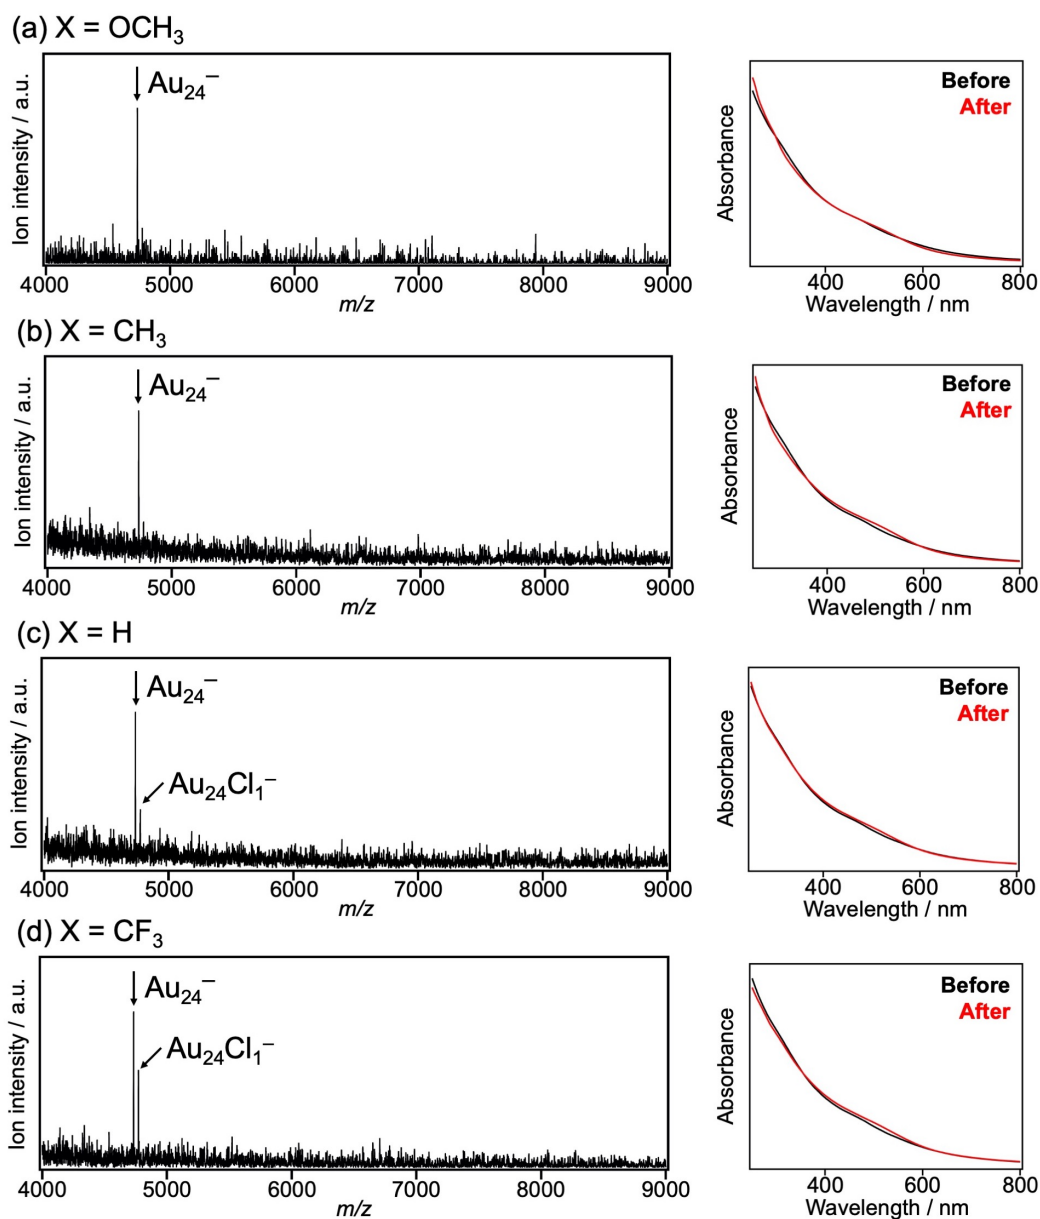 (a) X = OCH₃
Ion intensity / a.u.
Au₂₄⁻
4000 5000 6000 7000 8000 9000
m/z
Absorbance
Before
After
400 600 800
Wavelength / nm
(b) X = CH₃
Ion intensity / a.u.
Au₂₄⁻
4000 5000 6000 7000 8000 9000
m/z
Absorbance
Before
After
400 600 800
Wavelength / nm
(c) X = H
Ion intensity / a.u.
Au₂₄⁻
Au₂₄Cl₁⁻
4000 5000 6000 7000 8000 9000
m/z
Absorbance
Before
After
400 600 800
Wavelength / nm
(d) X = CF₃
Ion intensity / a.u.
Au₂₄⁻
Au₂₄Cl₁⁻
4000 5000 6000 7000 8000 9000
m/z
Absorbance
Before
After
400 600 800
Wavelength / nm